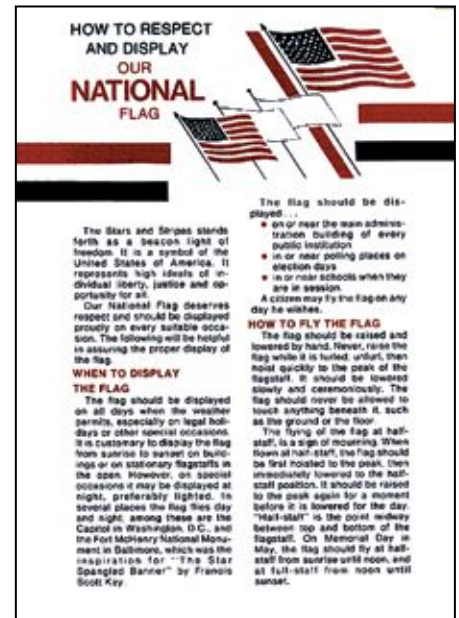 HOW TO RESPECT
AND DISPLAY
OUR
NATIONAL
FLAG
The Stars and Stripes stands
forth as a beacon light of
freedom. It is a symbol of the
United States of America. It
represents high ideals of in-
dividual liberty, justice and op-
portunity for all.
Our National Flag deserves
respect and should be displayed
proudly on every suitable occa-
sion. The following will be helpful
in assuring the proper display of
the flag.
WHEN TO DISPLAY
THE FLAG
The flag should be displayed
on all days when the weather
permits, especially on legal holi-
days or other special occasions.
It is customary to display the flag
from sunrise to sunset on build-
ings or on stationary flagstaffs in
the open. However, on special
occasions it may be displayed at
night, preferably lighted. In
several places the flag flies day
and night; among these are the
Capitol in Washington, D.C., and
the Fort McHenry National Monu-
ment in Baltimore, which was the
inspiration for "The Star
Spangled Banner" by Francis
Scott Key
The flag should be dis-
played . . .
• on or near the main adminis-
tration building of every
public institution
• in or near polling places on
election days
• in or near schools when they
are in session.
A citizen may fly the flag on any
day he wishes.
HOW TO FLY THE FLAG
The flag should be raised and
lowered by hand. Never, raise the
flag while it is furled; unfurl, then
hoist quickly to the peak of the
flagstaff. It should be lowered
slowly and ceremoniously. The
flag should never be allowed to
touch anything beneath it, such
as the ground or the floor.
The flying of the flag at half-
staff, is a sign of mourning. When
flown at half-staff, the flag should
be first hoisted to the peak, then
immediately lowered to the half-
staff position. It should be raised
to the peak again for a moment
before it is lowered for the day.
"Half-staff" is the point midway
between top and bottom of the
flagstaff. On Memorial Day in
May, the flag should fly at half-
staff from sunrise until noon, and
at full-staff from noon until
sunset.